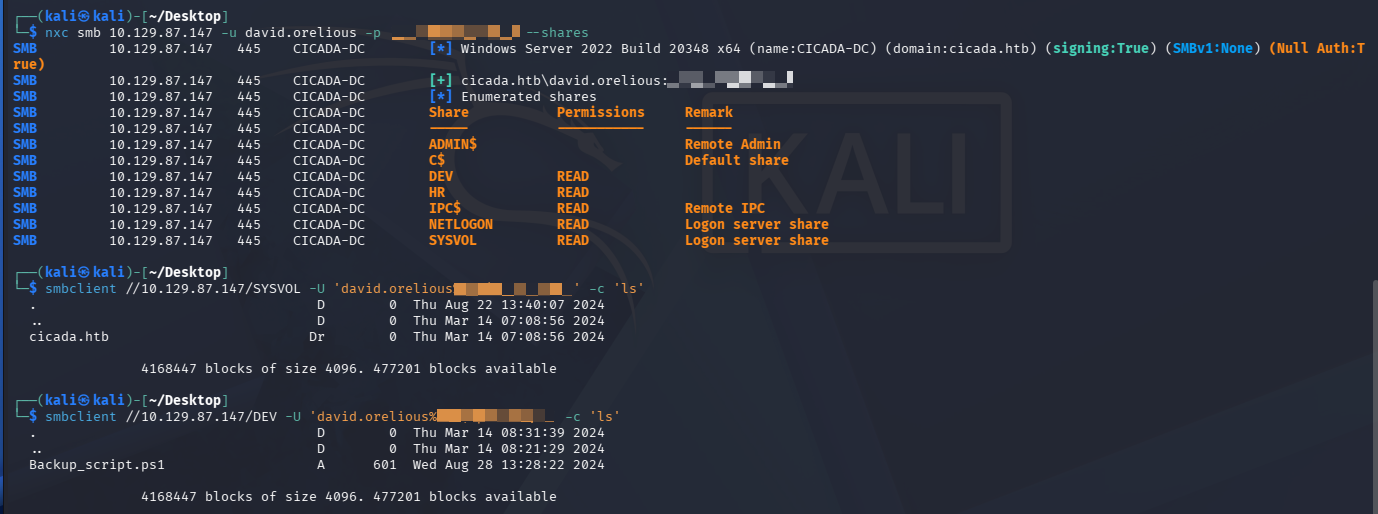 ┌──(kali㉿kali)-[~/Desktop]
└─$ nxc smb 10.129.87.147 -u david.orelious -p --shares
SMB 10.129.87.147 445 CICADA-DC [*] Windows Server 2022 Build 20348 x64 (name:CICADA-DC) (domain:cicada.htb) (signing:True) (SMBv1:None) (Null Auth:T
rue)
SMB 10.129.87.147 445 CICADA-DC [+] cicada.htb\david.orelious:
SMB 10.129.87.147 445 CICADA-DC [*] Enumerated shares
SMB 10.129.87.147 445 CICADA-DC Share Permissions Remark
SMB 10.129.87.147 445 CICADA-DC ----- ----------- ------
SMB 10.129.87.147 445 CICADA-DC ADMIN$ Remote Admin
SMB 10.129.87.147 445 CICADA-DC C$ Default share
SMB 10.129.87.147 445 CICADA-DC DEV READ
SMB 10.129.87.147 445 CICADA-DC HR READ
SMB 10.129.87.147 445 CICADA-DC IPC$ READ Remote IPC
SMB 10.129.87.147 445 CICADA-DC NETLOGON READ Logon server share
SMB 10.129.87.147 445 CICADA-DC SYSVOL READ Logon server share
KALI
┌──(kali㉿kali)-[~/Desktop]
└─$ smbclient //10.129.87.147/SYSVOL -U 'david.orelious ' -c 'ls'
. D 0 Thu Aug 22 13:40:07 2024
.. D 0 Thu Mar 14 07:08:56 2024
cicada.htb Dr 0 Thu Mar 14 07:08:56 2024
4168447 blocks of size 4096. 477201 blocks available
┌──(kali㉿kali)-[~/Desktop]
└─$ smbclient //10.129.87.147/DEV -U 'david.orelious% -c 'ls'
. D 0 Thu Mar 14 08:31:39 2024
.. D 0 Thu Mar 14 08:21:29 2024
Backup_script.ps1 A 601 Wed Aug 28 13:28:22 2024
4168447 blocks of size 4096. 477201 blocks available